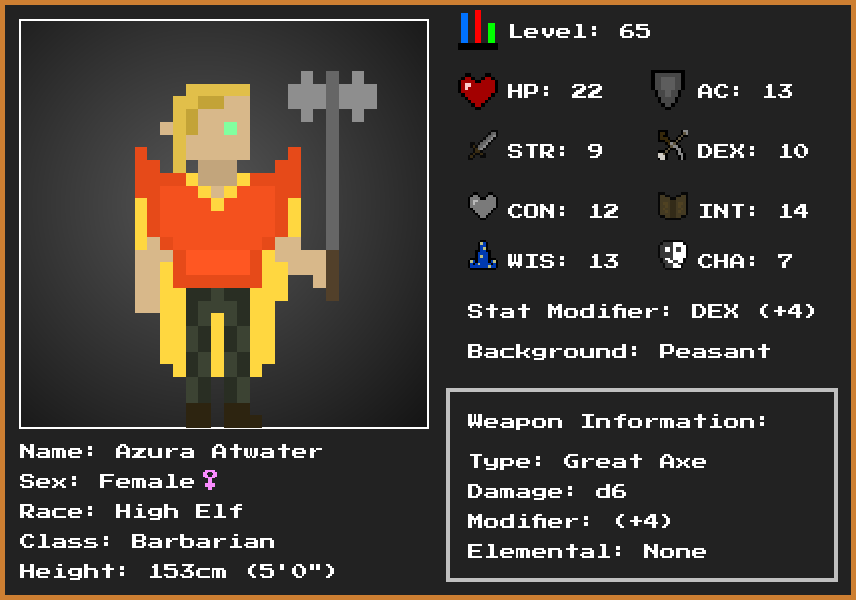 Level: 65
HP: 22 AC: 13
STR: 9 DEX: 10
CON: 12 INT: 14
WIS: 13 CHA: 7
Stat Modifier: DEX (+4)
Background: Peasant
Weapon Information:
Type: Great Axe
Damage: d6
Modifier: (+4)
Elemental: None
Name: Azura Atwater
Sex: Female♀
Race: High Elf
Class: Barbarian
Height: 153cm (5'0")